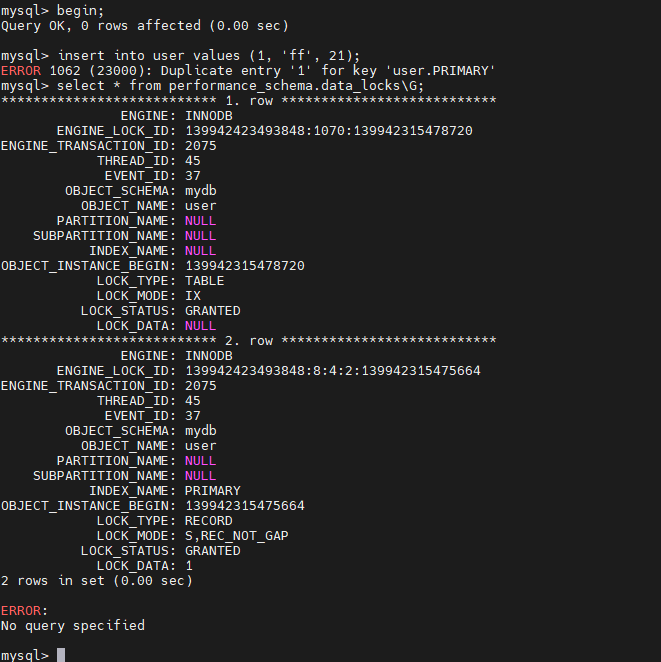 mysql> begin;
Query OK, 0 rows affected (0.00 sec)
mysql> insert into user values (1, 'ff', 21);
ERROR 1062 (23000): Duplicate entry '1' for key 'user.PRIMARY'
mysql> select * from performance_schema.data_locks\G;
*************************** 1. row ***************************
ENGINE: INNODB
ENGINE_LOCK_ID: 139942423493848:1070:139942315478720
ENGINE_TRANSACTION_ID: 2075
THREAD_ID: 45
EVENT_ID: 37
OBJECT_SCHEMA: mydb
OBJECT_NAME: user
PARTITION_NAME: NULL
SUBPARTITION_NAME: NULL
INDEX_NAME: NULL
OBJECT_INSTANCE_BEGIN: 139942315478720
LOCK_TYPE: TABLE
LOCK_MODE: IX
LOCK_STATUS: GRANTED
LOCK_DATA: NULL
*************************** 2. row ***************************
ENGINE: INNODB
ENGINE_LOCK_ID: 139942423493848:8:4:2:139942315475664
ENGINE_TRANSACTION_ID: 2075
THREAD_ID: 45
EVENT_ID: 37
OBJECT_SCHEMA: mydb
OBJECT_NAME: user
PARTITION_NAME: NULL
SUBPARTITION_NAME: NULL
INDEX_NAME: PRIMARY
OBJECT_INSTANCE_BEGIN: 139942315475664
LOCK_TYPE: RECORD
LOCK_MODE: S,REC_NOT_GAP
LOCK_STATUS: GRANTED
LOCK_DATA: 1
2 rows in set (0.00 sec)
ERROR:
No query specified
mysql>